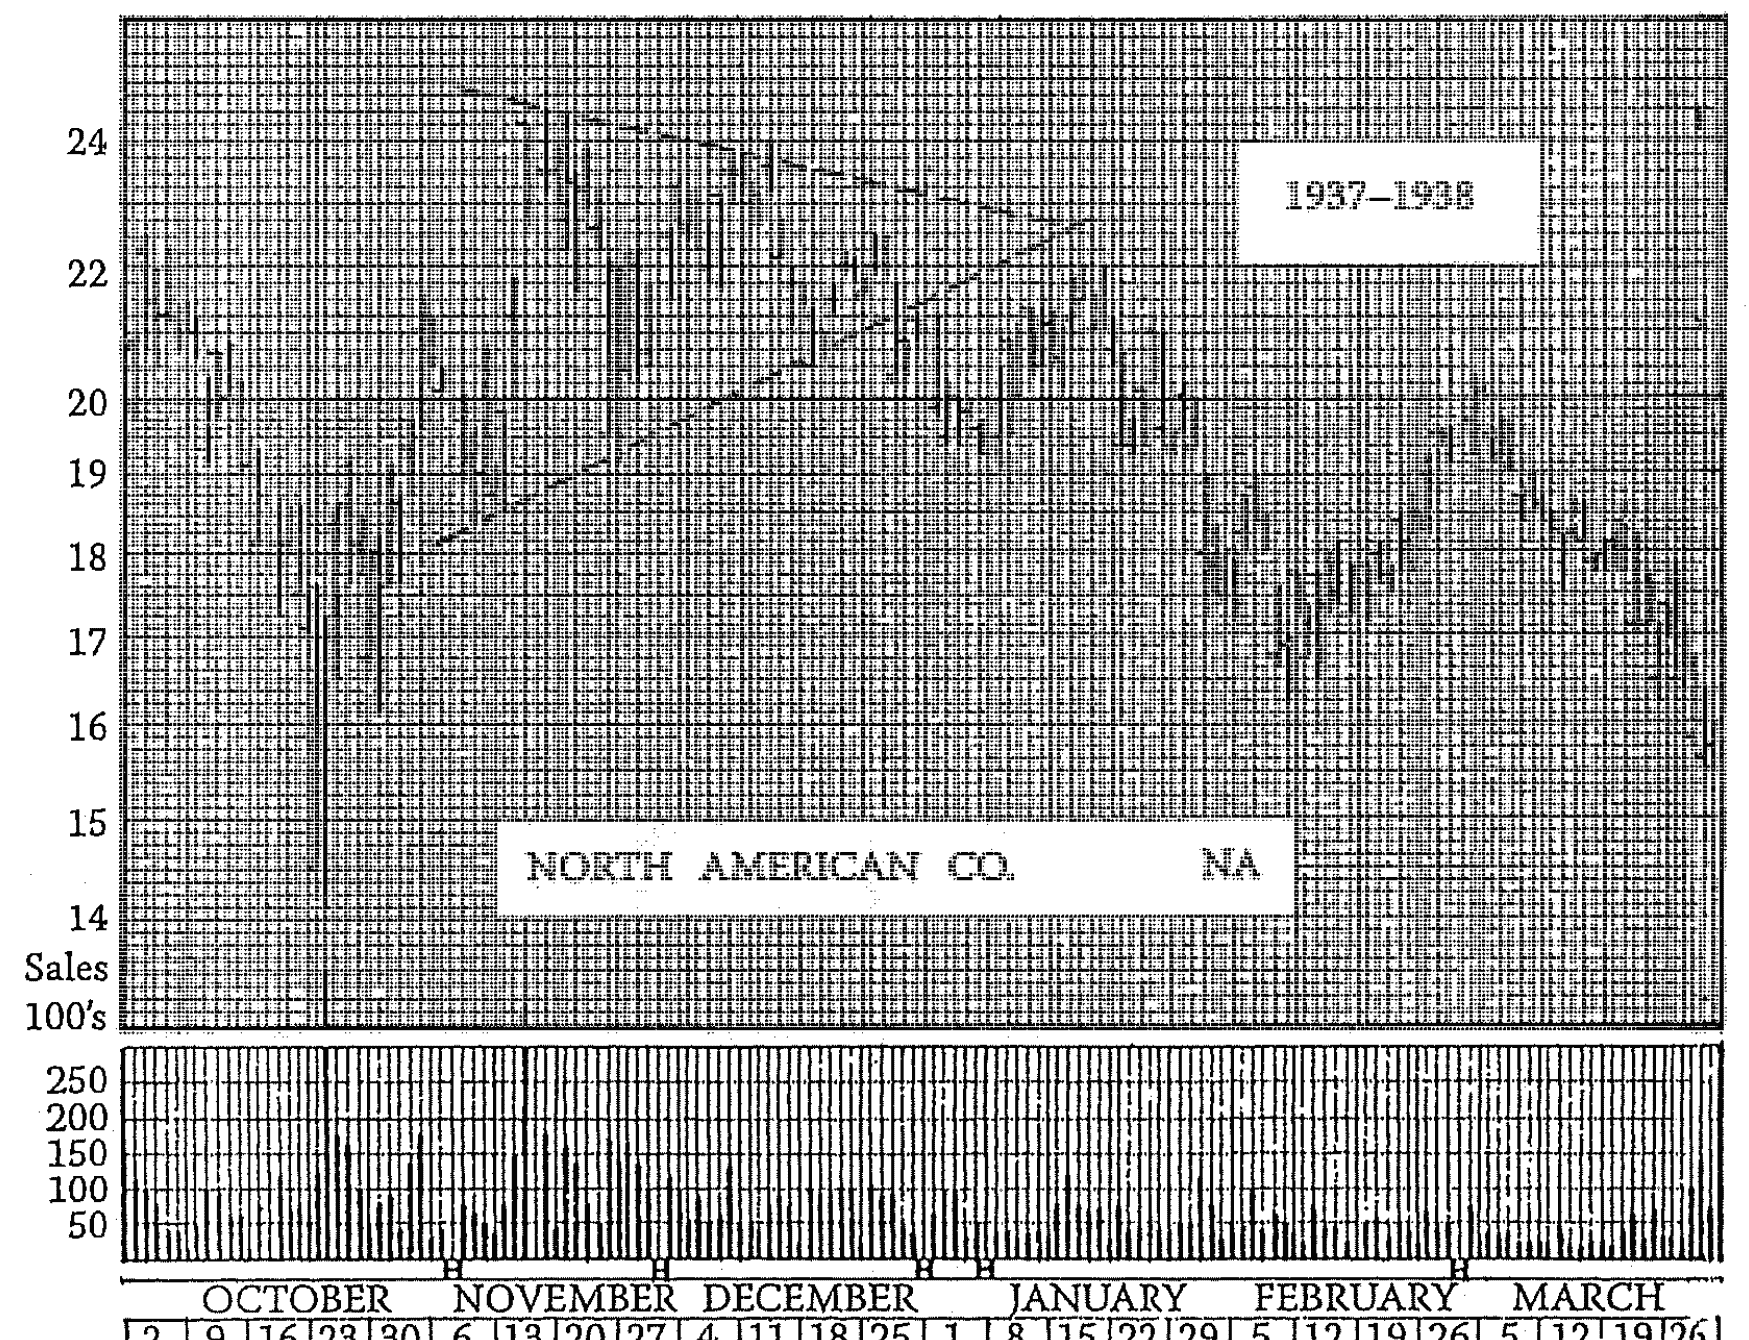 24
1937–1938
22
20
19
18
17
16
15
NORTH AMERICAN CO. NA
14
Sales
100's
250
200
150
100
50
H H H H H
OCTOBER NOVEMBER DECEMBER JANUARY FEBRUARY MARCH
2 9 16 23 30 6 13 20 27 4 11 18 25 1 8 15 22 29 5 12 19 26 5 12 19 26